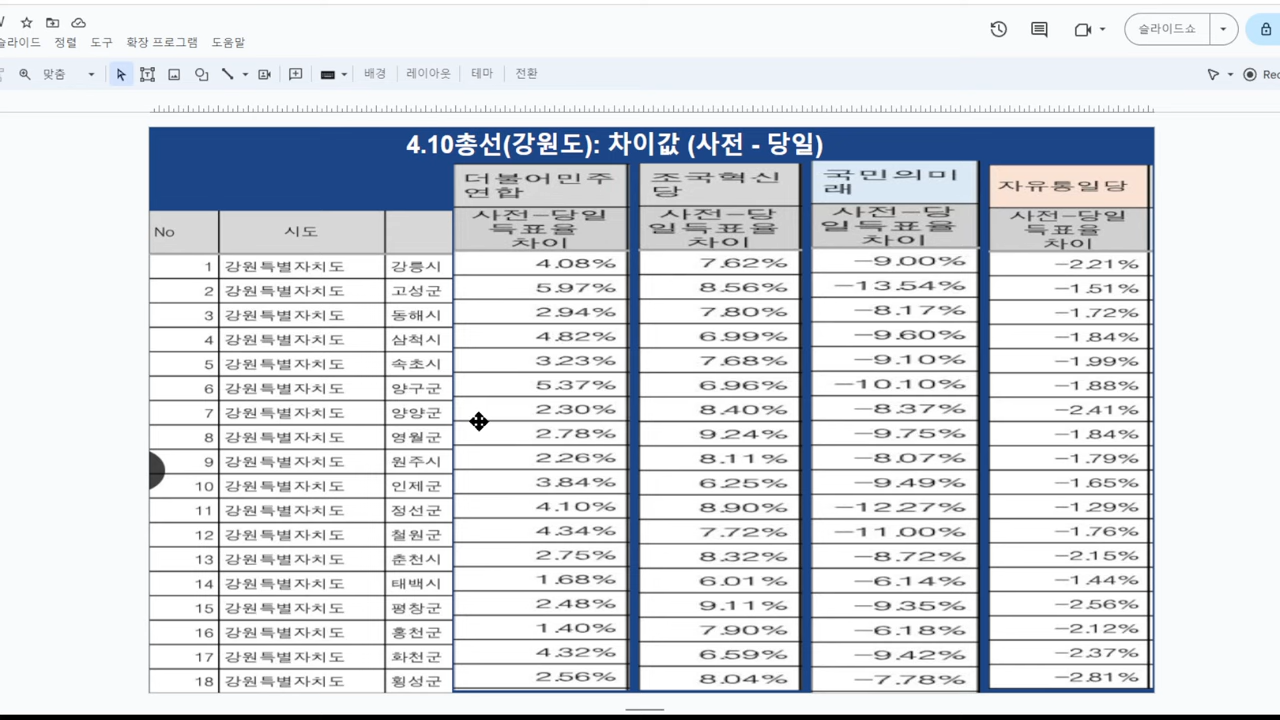 슬라이드 정렬 도구 확장 프로그램 도움말
슬라이드쇼
맞춤 배경 레이아웃 테마 전환 Rec
4.10총선(강원도): 차이값 (사전 - 당일)
더불어민주
연합
조국혁신
당
국민의미
래
자유통일당
No 시도
사전-당일
득표율
차이
사전-당
일득표율
차이
사전-당
일득표율
차이
사전-당일
득표율
차이
1 강원특별자치도 강릉시 4.08% 7.62% -9.00% -2.21%
2 강원특별자치도 고성군 5.97% 8.56% -13.54% -1.51%
3 강원특별자치도 동해시 2.94% 7.80% -8.17% -1.72%
4 강원특별자치도 삼척시 4.82% 6.99% -9.60% -1.84%
5 강원특별자치도 속초시 3.23% 7.68% -9.10% -1.99%
6 강원특별자치도 양구군 5.37% 6.96% -10.10% -1.88%
7 강원특별자치도 양양군 2.30% 8.40% -8.37% -2.41%
8 강원특별자치도 영월군 2.78% 9.24% -9.75% -1.84%
9 강원특별자치도 원주시 2.26% 8.11% -8.07% -1.79%
10 강원특별자치도 인제군 3.84% 6.25% -9.49% -1.65%
11 강원특별자치도 정선군 4.10% 8.90% -12.27% -1.29%
12 강원특별자치도 철원군 4.34% 7.72% -11.00% -1.76%
13 강원특별자치도 춘천시 2.75% 8.32% -8.72% -2.15%
14 강원특별자치도 태백시 1.68% 6.01% -6.14% -1.44%
15 강원특별자치도 평창군 2.48% 9.11% -9.35% -2.56%
16 강원특별자치도 홍천군 1.40% 7.90% -6.18% -2.12%
17 강원특별자치도 화천군 4.32% 6.59% -9.42% -2.37%
18 강원특별자치도 횡성군 2.56% 8.04% -7.78% -2.81%